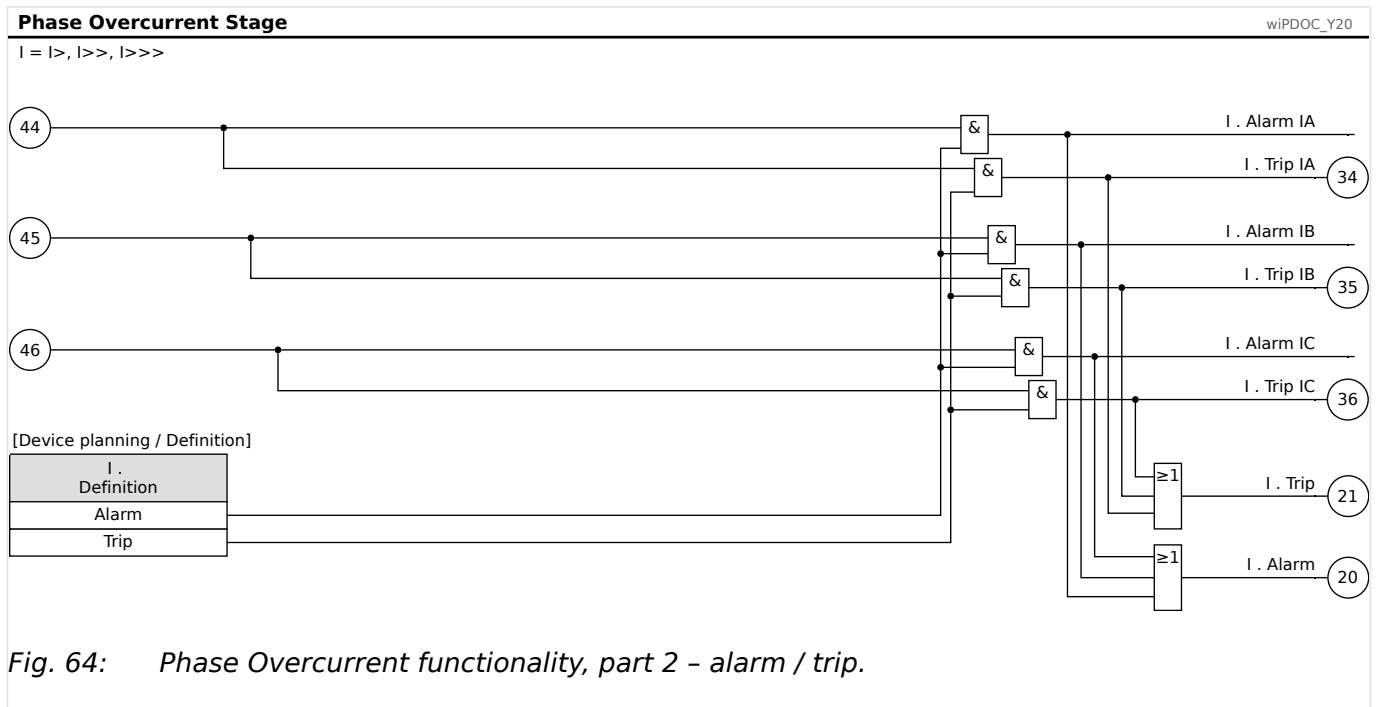 Phase Overcurrent Stage
wiPDOC_Y20
I = I>, I>>, I>>>
44
&
I . Alarm IA
&
I . Trip IA
34
45
&
I . Alarm IB
&
I . Trip IB
35
46
&
I . Alarm IC
&
I . Trip IC
36
[Device planning / Definition]
I .
Definition
Alarm
Trip
≥1
I . Trip
21
≥1
I . Alarm
20
Fig. 64: Phase Overcurrent functionality, part 2 – alarm / trip.